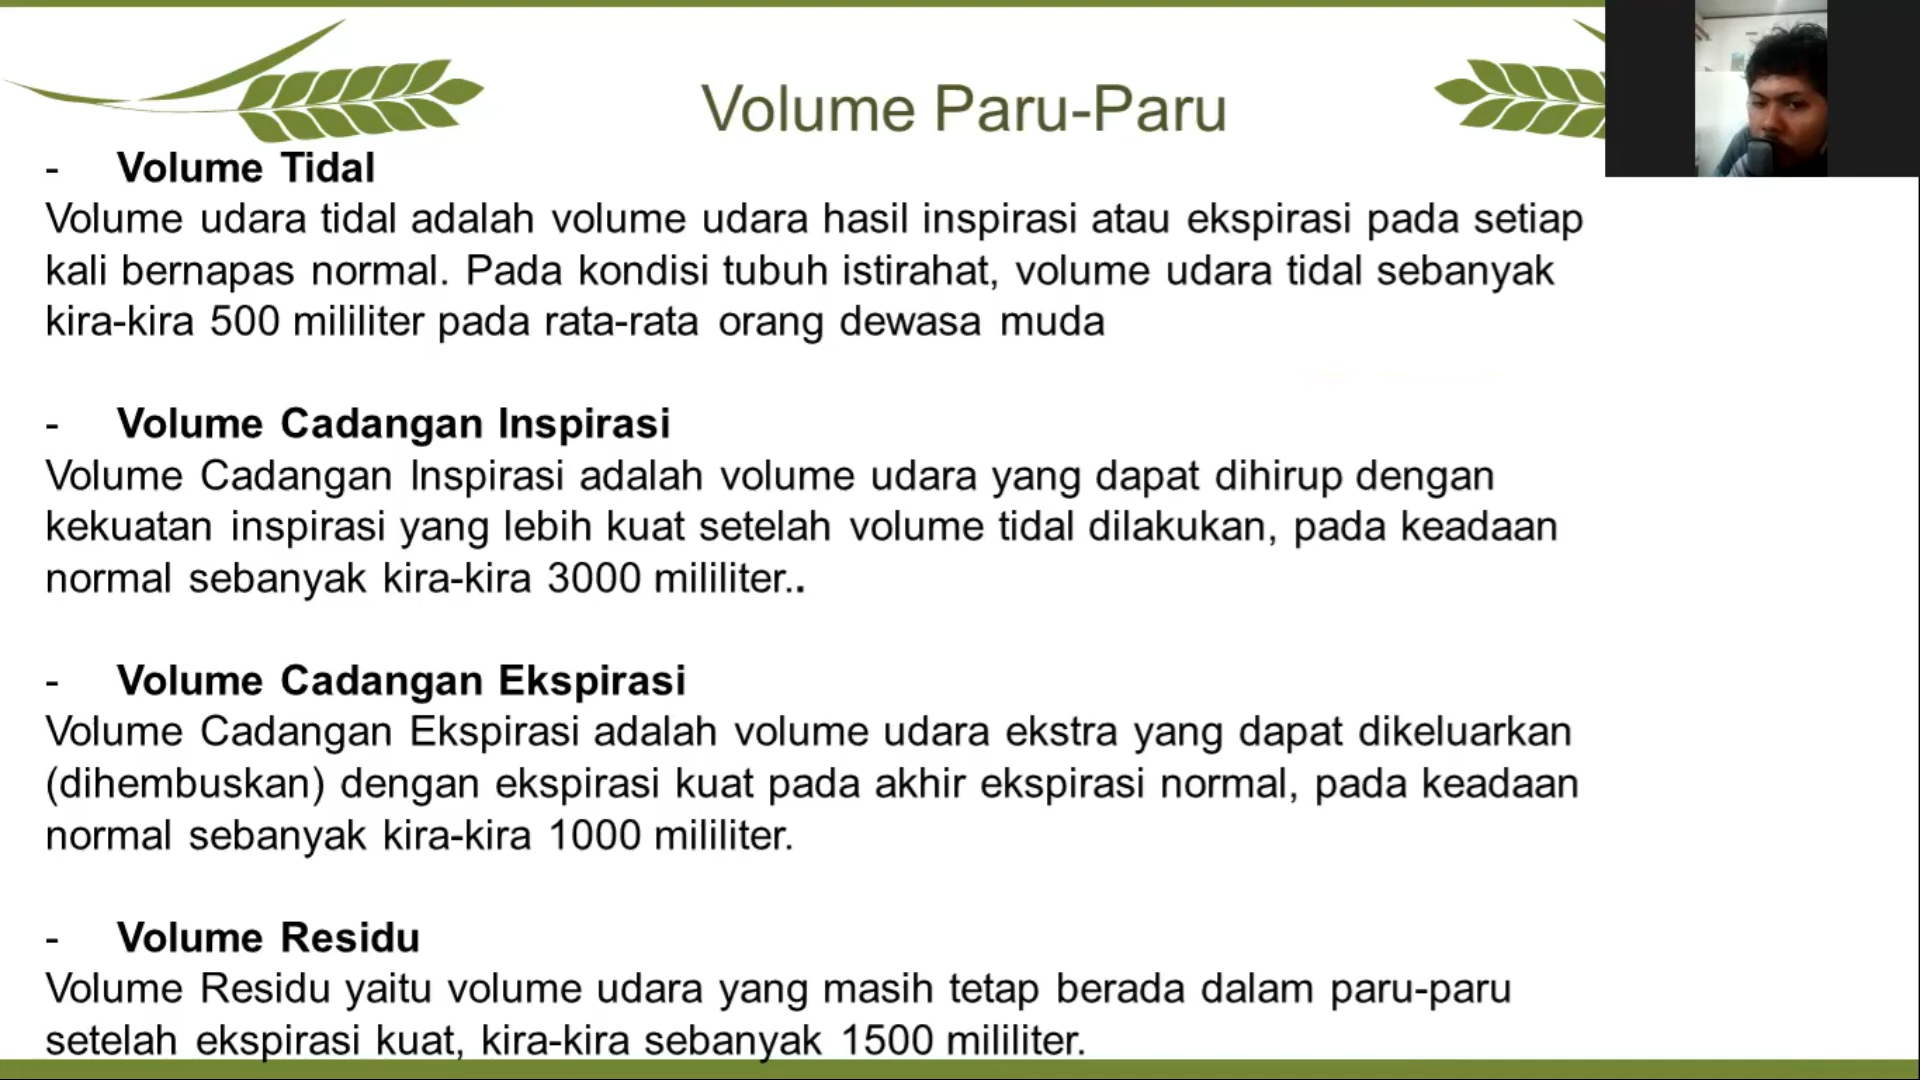 Volume Paru-Paru
- Volume Tidal
Volume udara tidal adalah volume udara hasil inspirasi atau ekspirasi pada setiap
kali bernapas normal. Pada kondisi tubuh istirahat, volume udara tidal sebanyak
kira-kira 500 mililiter pada rata-rata orang dewasa muda
- Volume Cadangan Inspirasi
Volume Cadangan Inspirasi adalah volume udara yang dapat dihirup dengan
kekuatan inspirasi yang lebih kuat setelah volume tidal dilakukan, pada keadaan
normal sebanyak kira-kira 3000 mililiter..
- Volume Cadangan Ekspirasi
Volume Cadangan Ekspirasi adalah volume udara ekstra yang dapat dikeluarkan
(dihembuskan) dengan ekspirasi kuat pada akhir ekspirasi normal, pada keadaan
normal sebanyak kira-kira 1000 mililiter.
- Volume Residu
Volume Residu yaitu volume udara yang masih tetap berada dalam paru-paru
setelah ekspirasi kuat, kira-kira sebanyak 1500 mililiter.